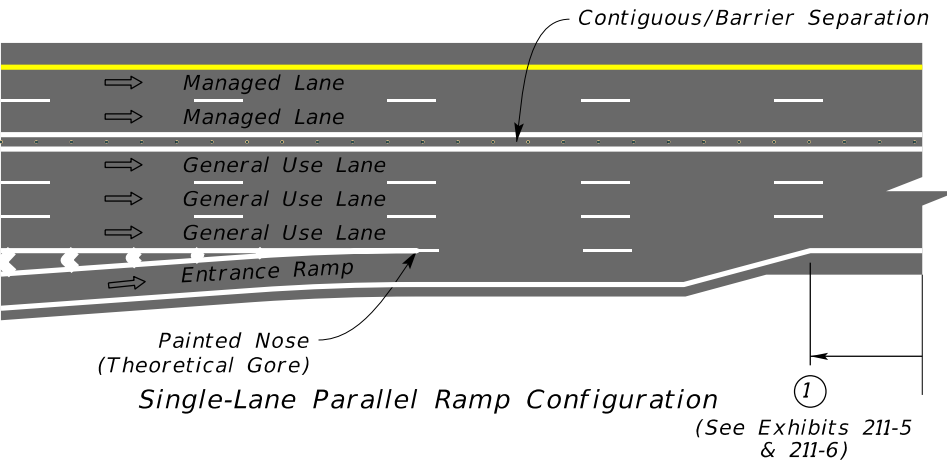 Contiguous/Barrier Separation
Managed Lane
Managed Lane
General Use Lane
General Use Lane
General Use Lane
Entrance Ramp
Painted Nose
(Theoretical Gore)
Single-Lane Parallel Ramp Configuration
1
(See Exhibits 211-5
& 211-6)